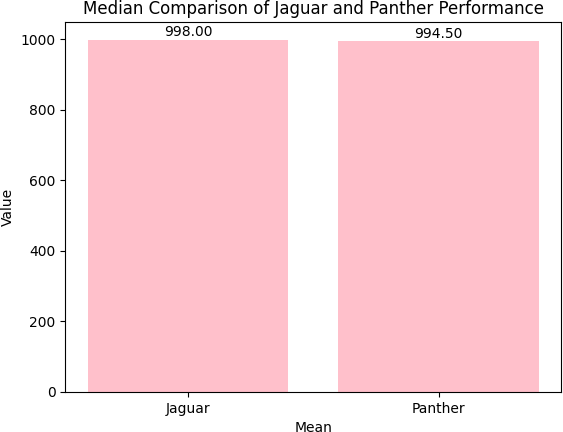 Median Comparison of Jaguar and Panther Performance
998.00
994.50
1000
800
600
400
200
0
Value
Jaguar Panther
Mean